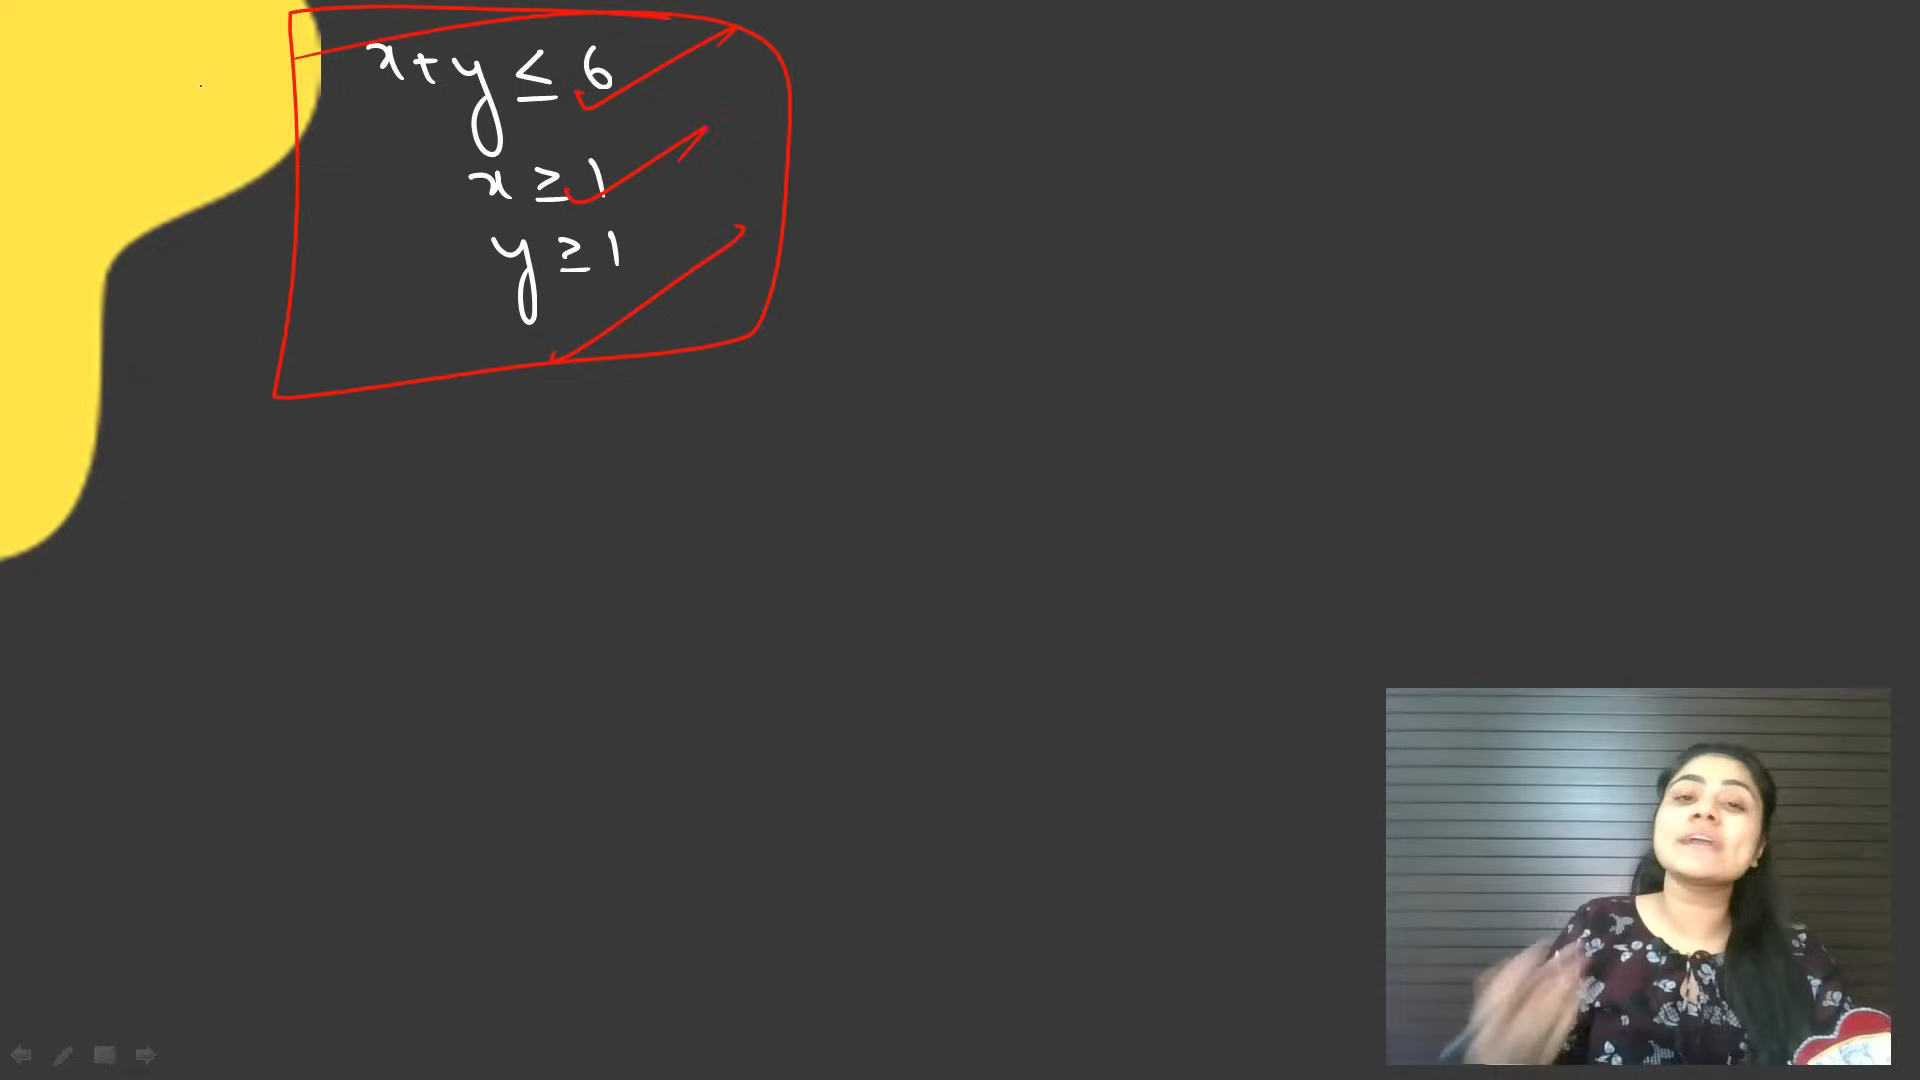 x+y ≤ 6
x ≥ 1
y ≥ 1